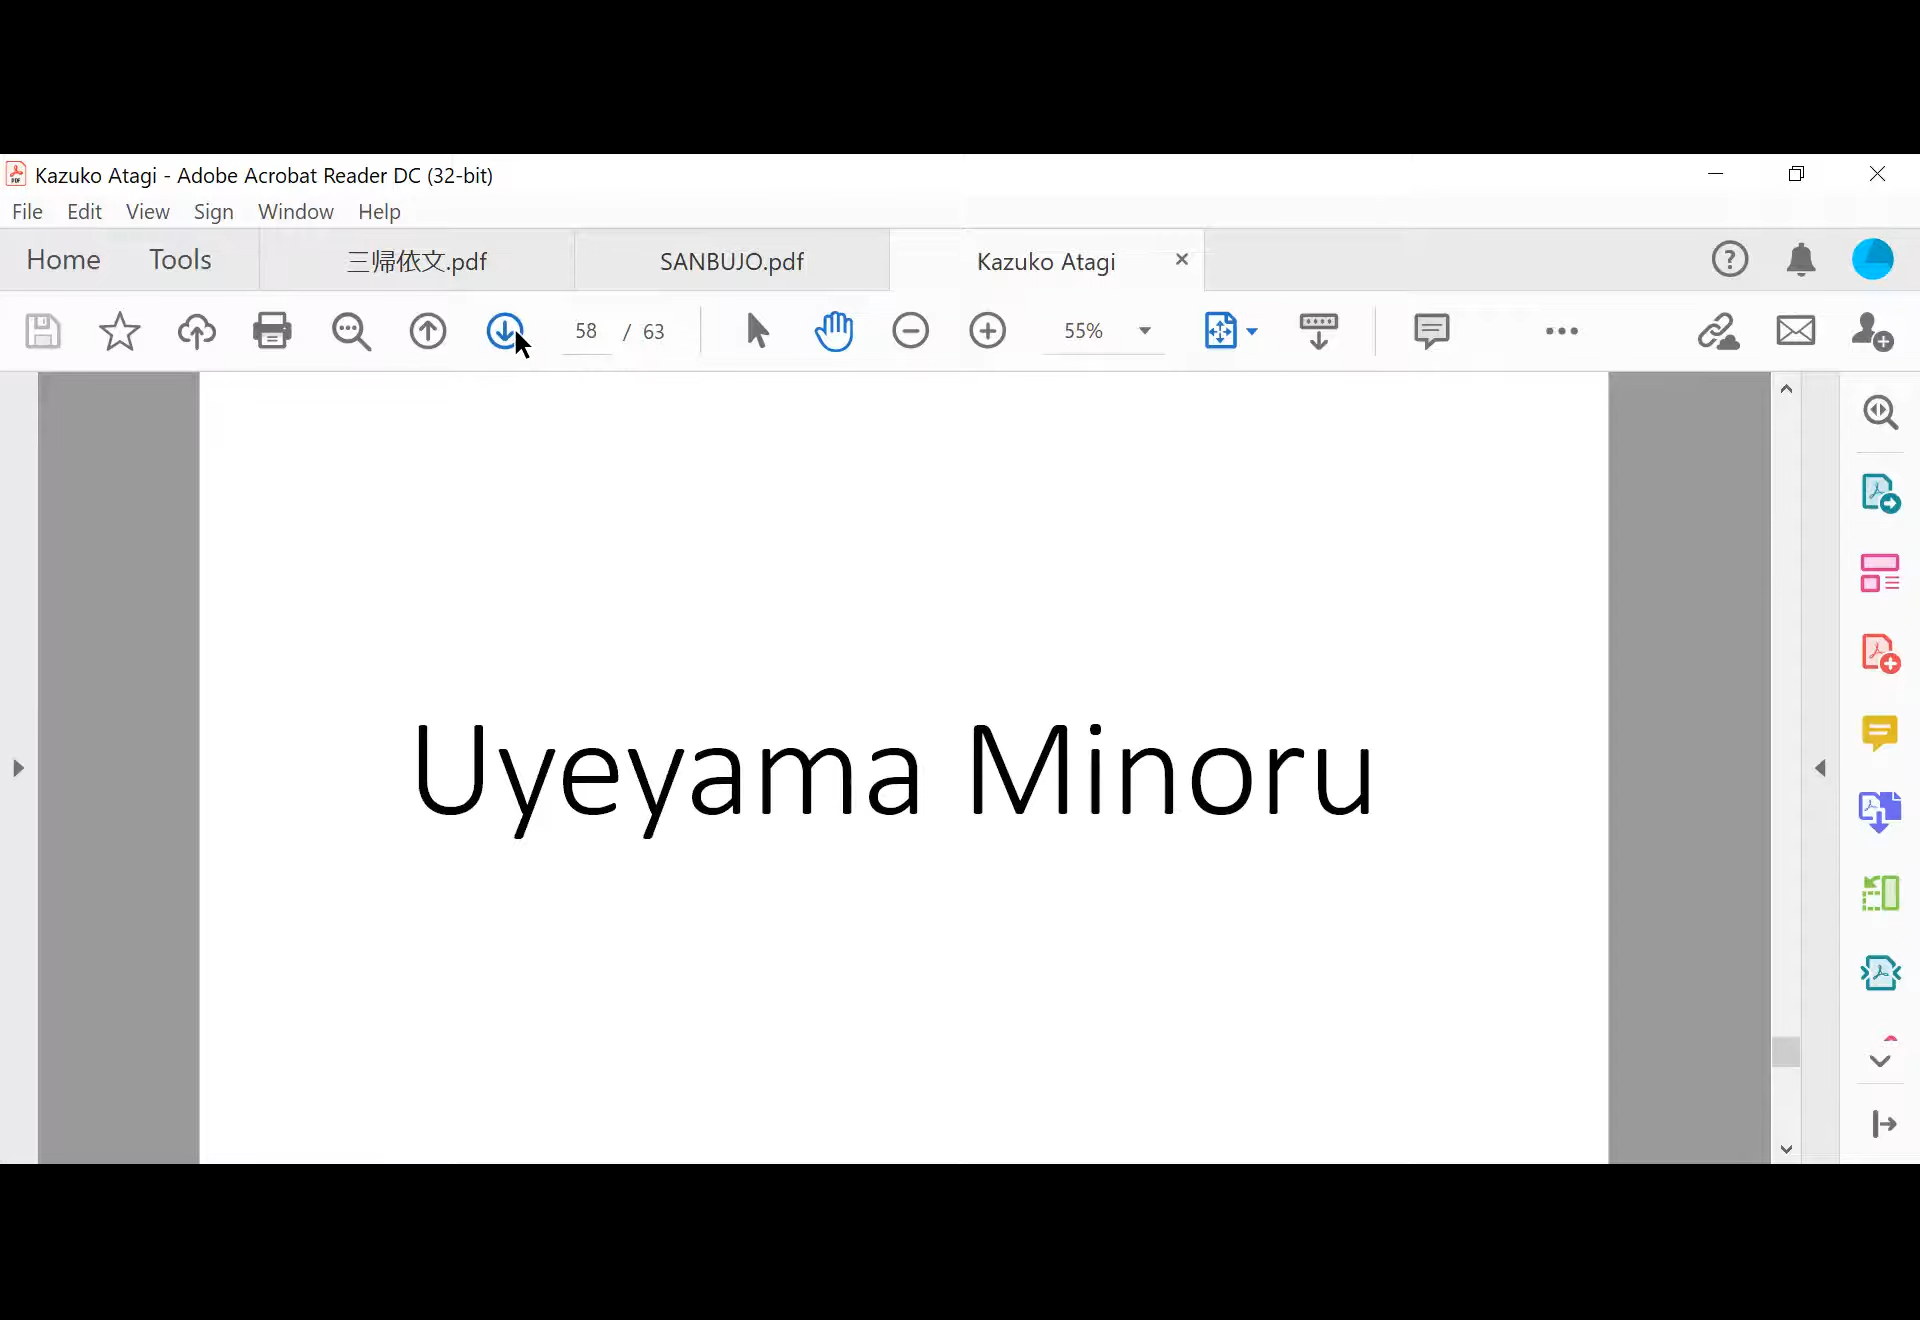 Kazuko Atagi - Adobe Acrobat Reader DC (32-bit)
File Edit View Sign Window Help
Home Tools 三帰依文.pdf SANBUJO.pdf Kazuko Atagi
58 / 63 55%
Uyeyama Minoru